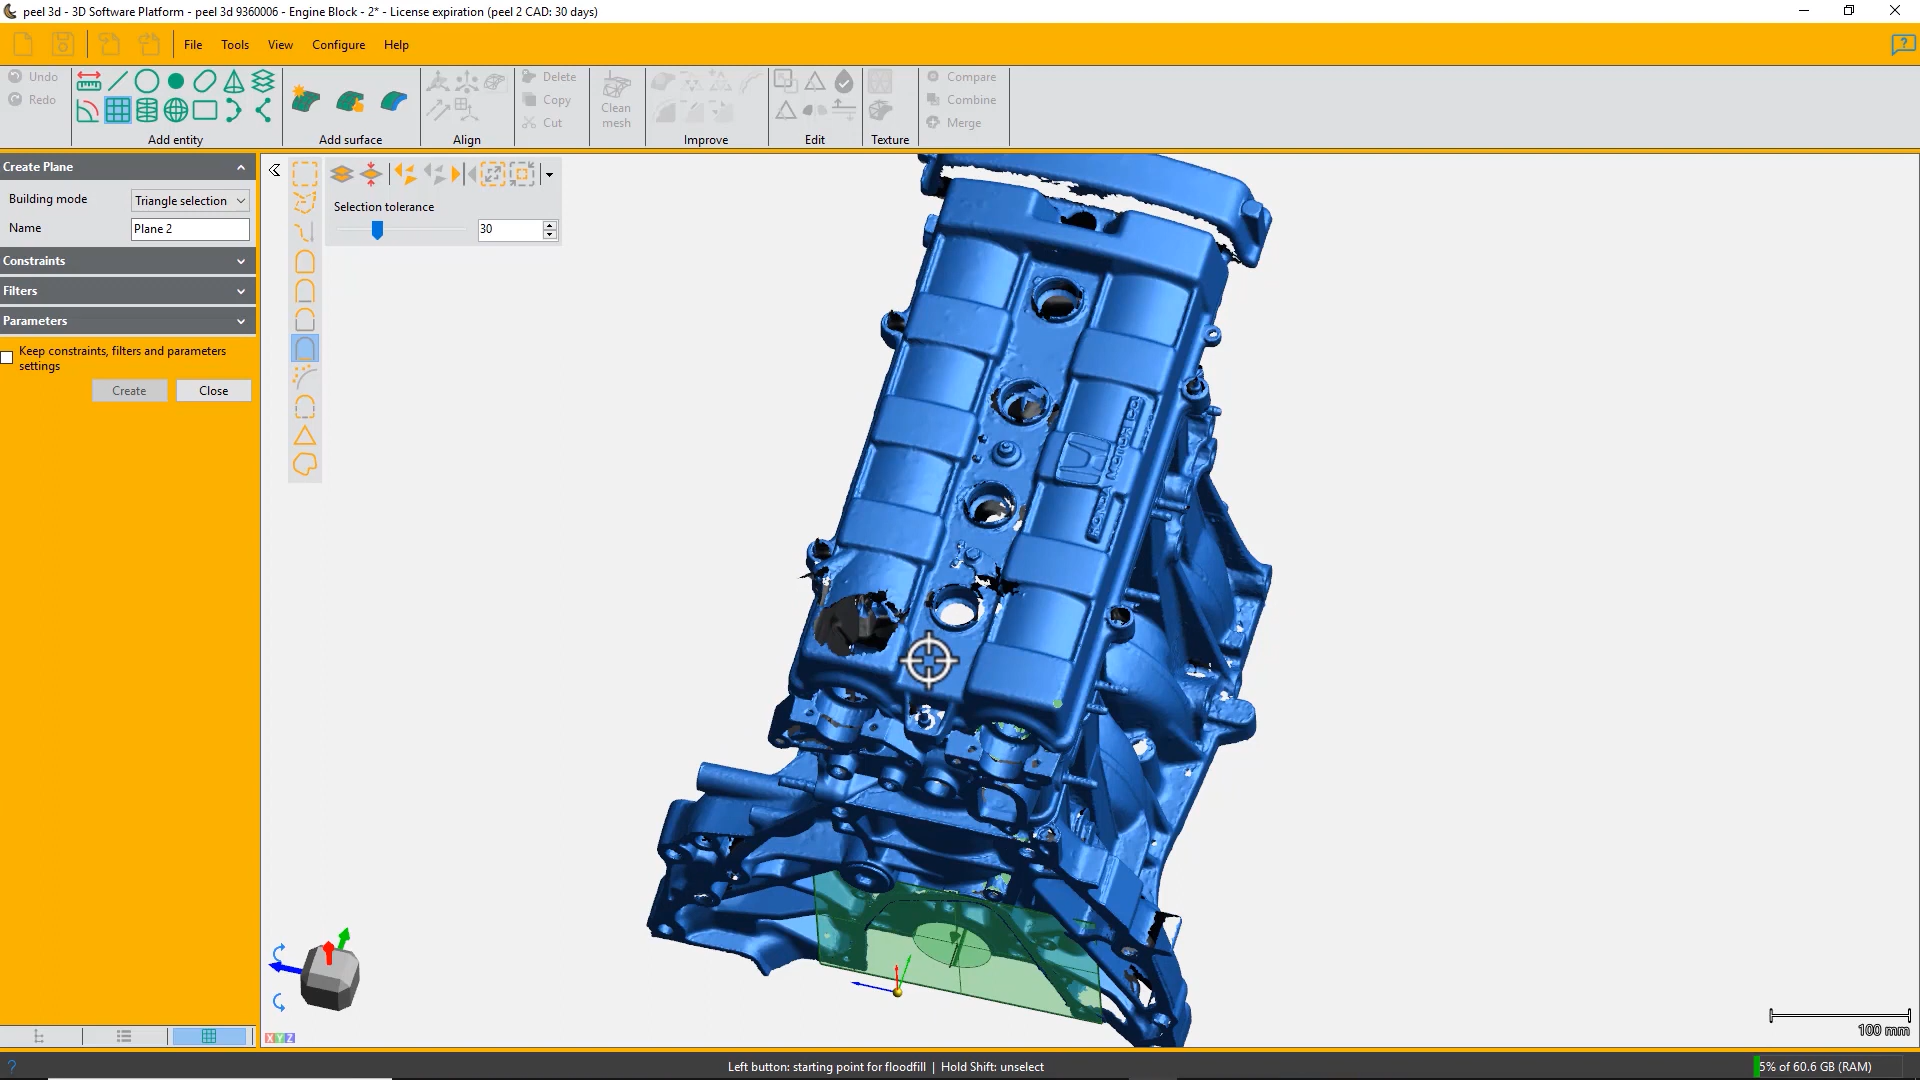 peel 3d - 3D Software Platform - peel 3d 9360006 - Engine Block - 2* - License expiration (peel 2 CAD: 30 days)
File Tools View Configure Help
Undo
Redo
Add entity
Add surface
Align
Delete
Copy
Cut
Clean
mesh
Improve
Edit
Texture
Compare
Combine
Merge
Create Plane
Building mode Triangle selection
Name Plane 2
Constraints
Filters
Parameters
Keep constraints, filters and parameters
settings
Create Close
Selection tolerance
30
HONDA MOTOR CO
X Y Z
100 mm
Left button: starting point for floodfill | Hold Shift: unselect
5% of 60.6 GB (RAM)